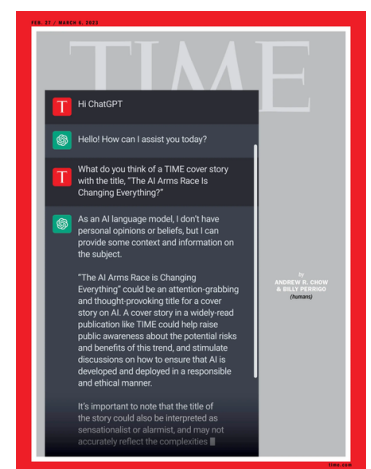 FEB. 27 / MARCH 6, 2023
TIME
T
Hi ChatGPT
Hello! How can I assist you today?
T
What do you think of a TIME cover story
with the title, “The AI Arms Race Is
Changing Everything?”
As an AI language model, I don’t have
personal opinions or beliefs, but I can
provide some context and information on
the subject.
“The AI Arms Race is Changing
Everything” could be an attention-grabbing
and thought-provoking title for a cover
story on AI. A cover story in a widely-read
publication like TIME could help raise
public awareness about the potential risks
and benefits of this trend, and stimulate
discussions on how to ensure that AI is
developed and deployed in a responsible
and ethical manner.
It’s important to note that the title of
the story could also be interpreted as
sensationalist or alarmist, and may not
accurately reflect the complexities
by
ANDREW R. CHOW
& BILLY PERRIGO
(humans)
time.com